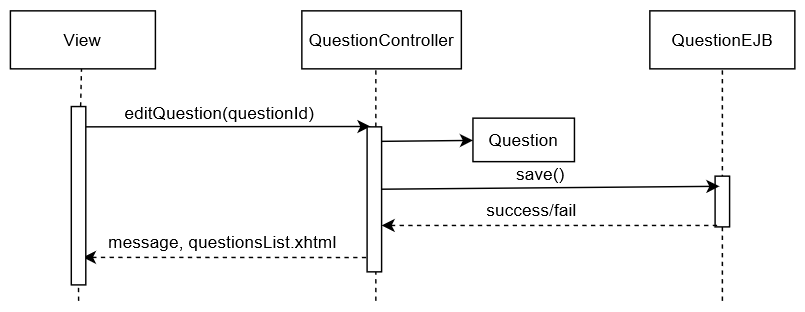 View
QuestionController
QuestionEJB
editQuestion(questionId)
Question
save()
success/fail
message, questionsList.xhtml